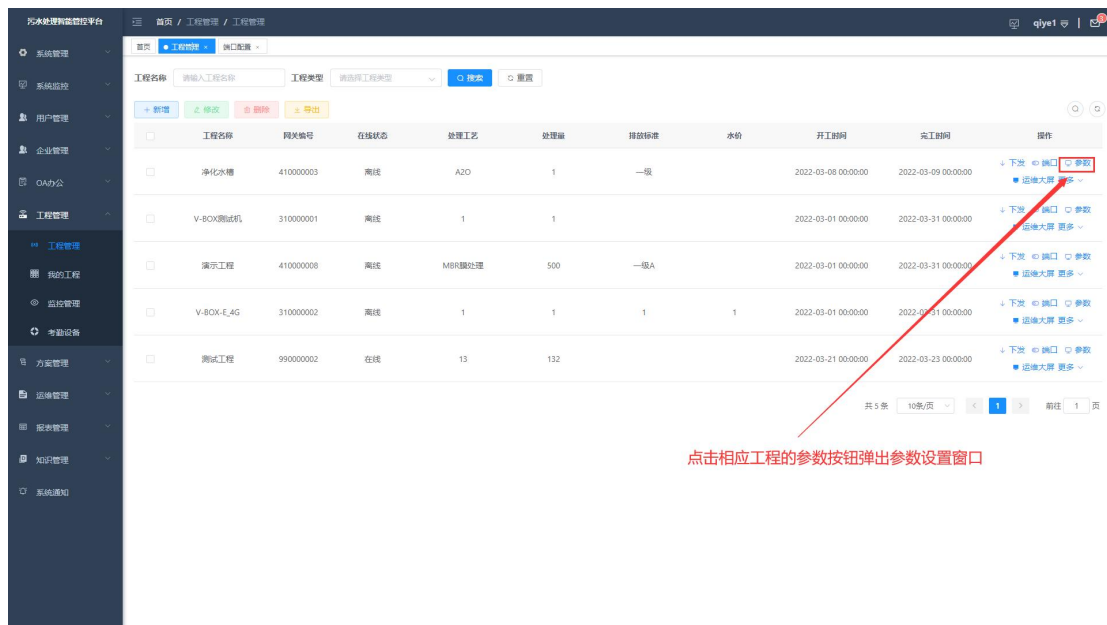 污水处理智能管控平台
首页 / 工程管理 / 工程管理
qiye1
3
系统管理
系统监控
用户管理
企业管理
OA办公
工程管理
工程管理
我的工程
监控管理
考勤设备
方案管理
运维管理
报表管理
知识管理
系统通知
首页 工程管理 × 端口配置 ×
工程名称 请输入工程名称 工程类型 请选择工程类型 搜索 重置
+ 新增 修改 删除 导出
工程名称 网关编号 在线状态 处理工艺 处理量 排放标准 水价 开工时间 完工时间 操作
净化水槽 410000003 离线 A2O 1 一级 2022-03-08 00:00:00 2022-03-09 00:00:00 下发 端口 参数
运维大屏 更多
V-BOX测试机 310000001 离线 1 1 2022-03-01 00:00:00 2022-03-31 00:00:00 下发 端口 参数
运维大屏 更多
演示工程 410000008 离线 MBR膜处理 500 一级A 2022-03-01 00:00:00 2022-03-31 00:00:00 下发 端口 参数
运维大屏 更多
V-BOX-E_4G 310000002 离线 1 1 1 1 2022-03-01 00:00:00 2022-03-31 00:00:00 下发 端口 参数
运维大屏 更多
测试工程 990000002 在线 13 132 2022-03-21 00:00:00 2022-03-23 00:00:00 下发 端口 参数
运维大屏 更多
共 5 条 10条/页 < 1 > 前往 1 页
点击相应工程的参数按钮弹出参数设置窗口